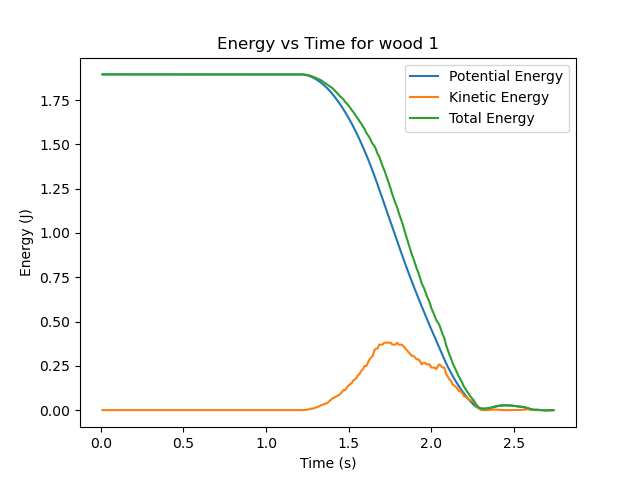 Energy vs Time for wood 1
Potential Energy
Kinetic Energy
Total Energy
1.75
1.50
1.25
1.00
0.75
0.50
0.25
0.00
Energy (J)
0.0 0.5 1.0 1.5 2.0 2.5
Time (s)